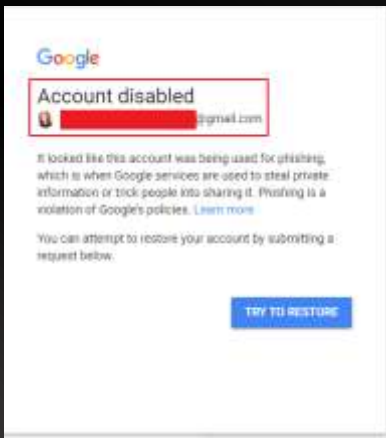 Google
Account disabled
@gmail.com
It looked like this account was being used for phishing,
which is when Google services are used to steal private
information or trick people into sharing it. Phishing is a
violation of Google's policies. Learn more
You can attempt to restore your account by submitting a
request below.
TRY TO RESTORE